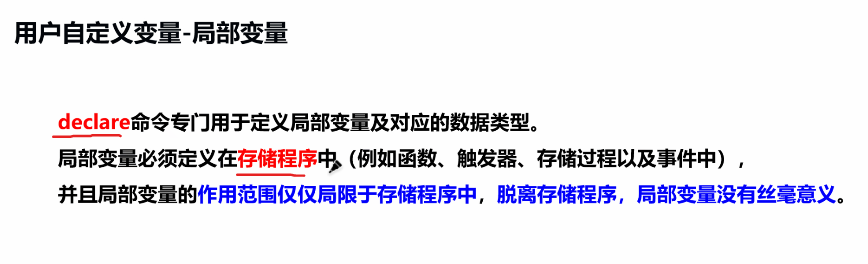 用户自定义变量-局部变量
declare命令专门用于定义局部变量及对应的数据类型。
局部变量必须定义在存储程序中（例如函数、触发器、存储过程以及事件中），
并且局部变量的作用范围仅仅局限于存储程序中，脱离存储程序，局部变量没有丝毫意义。